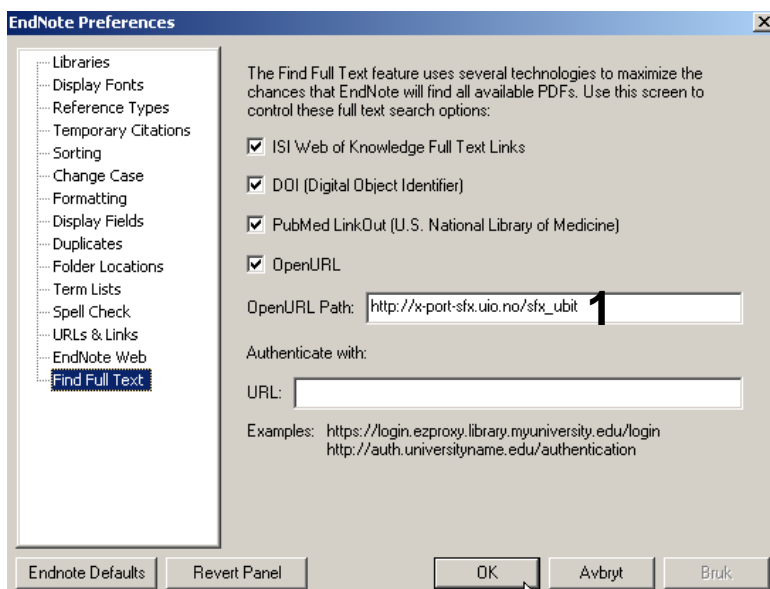 EndNote Preferences
Libraries
Display Fonts
Reference Types
Temporary Citations
Sorting
Change Case
Formatting
Display Fields
Duplicates
Folder Locations
Term Lists
Spell Check
URLs & Links
EndNote Web
Find Full Text
The Find Full Text feature uses several technologies to maximize the
chances that EndNote will find all available PDFs. Use this screen to
control these full text search options:
ISI Web of Knowledge Full Text Links
DOI (Digital Object Identifier)
PubMed LinkOut (U.S. National Library of Medicine)
OpenURL
OpenURL Path: http://x-port-sfx.uio.no/sfx_ubit 1
Authenticate with:
URL:
Examples: https://login.ezproxy.library.myuniversity.edu/login
http://auth.universityname.edu/authentication
Endnote Defaults Revert Panel OK Avbryt Bruk